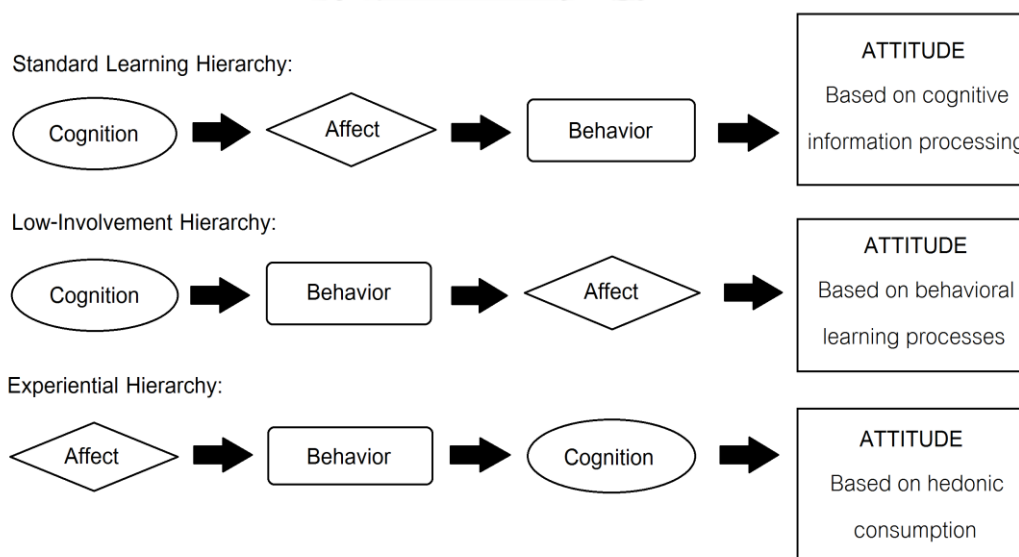 Standard Learning Hierarchy:
Cognition
Affect
Behavior
ATTITUDE
Based on cognitive
information processing
Low-Involvement Hierarchy:
Cognition
Behavior
Affect
ATTITUDE
Based on behavioral
learning processes
Experiential Hierarchy:
Affect
Behavior
Cognition
ATTITUDE
Based on hedonic
consumption